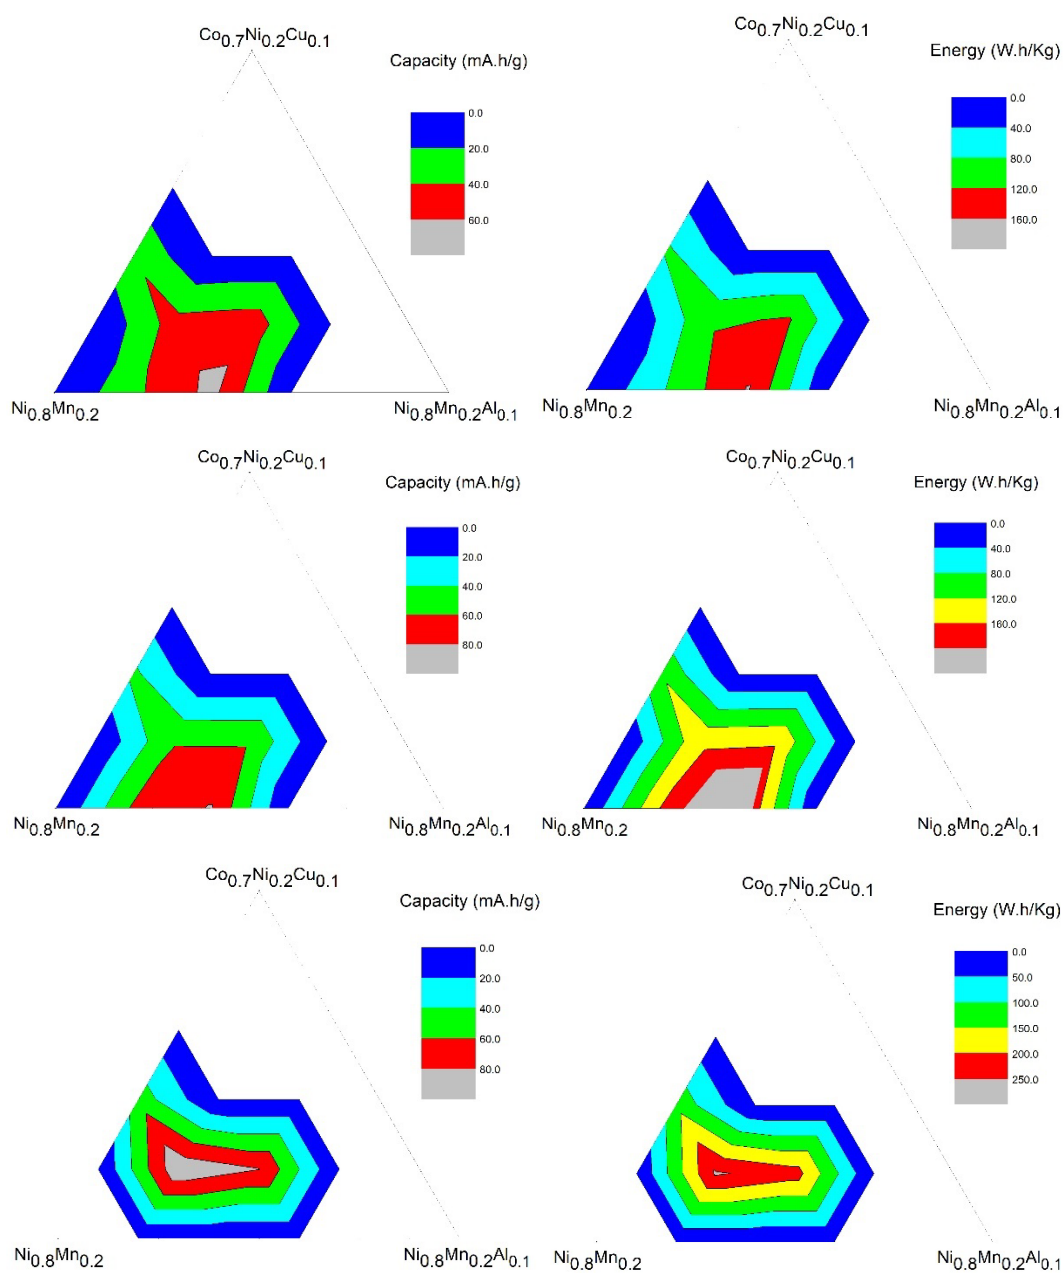 Co0.7Ni0.2Cu0.1
Capacity (mA.h/g)
0.0
20.0
40.0
60.0
Ni0.8Mn0.2
Ni0.8Mn0.2Al0.1
Co0.7Ni0.2Cu0.1
Energy (W.h/Kg)
0.0
40.0
80.0
120.0
160.0
Ni0.8Mn0.2
Ni0.8Mn0.2Al0.1
Co0.7Ni0.2Cu0.1
Capacity (mA.h/g)
0.0
20.0
40.0
60.0
80.0
Ni0.8Mn0.2
Ni0.8Mn0.2Al0.1
Co0.7Ni0.2Cu0.1
Energy (W.h/Kg)
0.0
40.0
80.0
120.0
160.0
Ni0.8Mn0.2
Ni0.8Mn0.2Al0.1
Co0.7Ni0.2Cu0.1
Capacity (mA.h/g)
0.0
20.0
40.0
60.0
80.0
Ni0.8Mn0.2
Ni0.8Mn0.2Al0.1
Co0.7Ni0.2Cu0.1
Energy (W.h/Kg)
0.0
50.0
100.0
150.0
200.0
250.0
Ni0.8Mn0.2
Ni0.8Mn0.2Al0.1